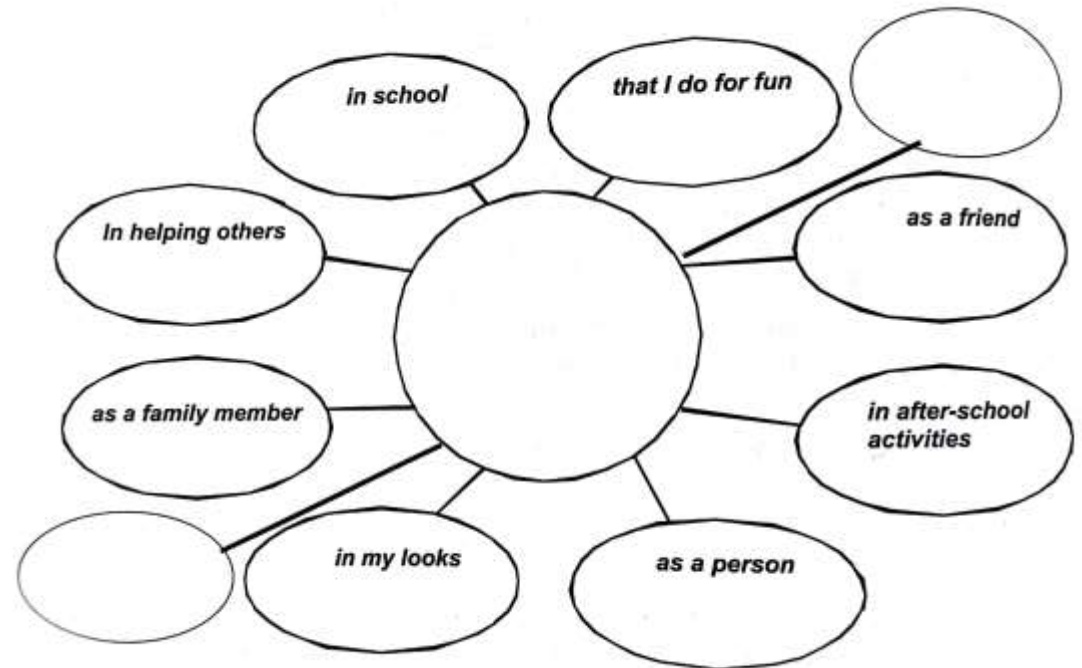 in school
that I do for fun
In helping others
as a friend
as a family member
in after-school
activities
in my looks
as a person